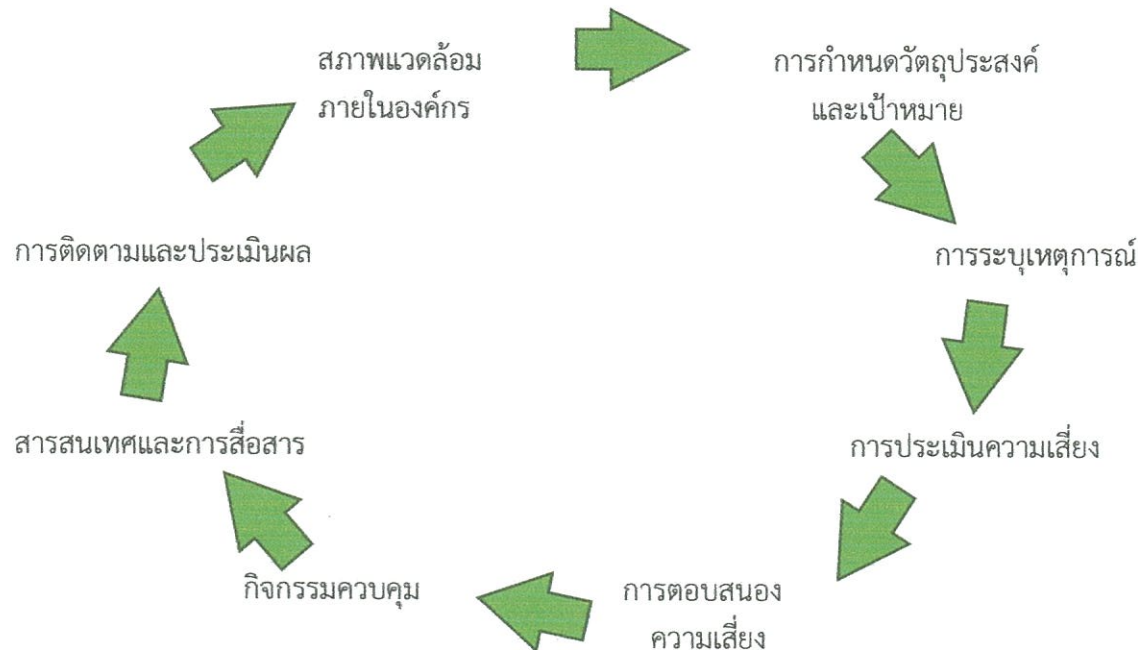 สภาพแวดล้อม
ภายในองค์กร
การกำหนดวัตถุประสงค์
และเป้าหมาย
การระบุเหตุการณ์
การประเมินความเสี่ยง
การตอบสนอง
ความเสี่ยง
กิจกรรมควบคุม
สารสนเทศและการสื่อสาร
การติดตามและประเมินผล